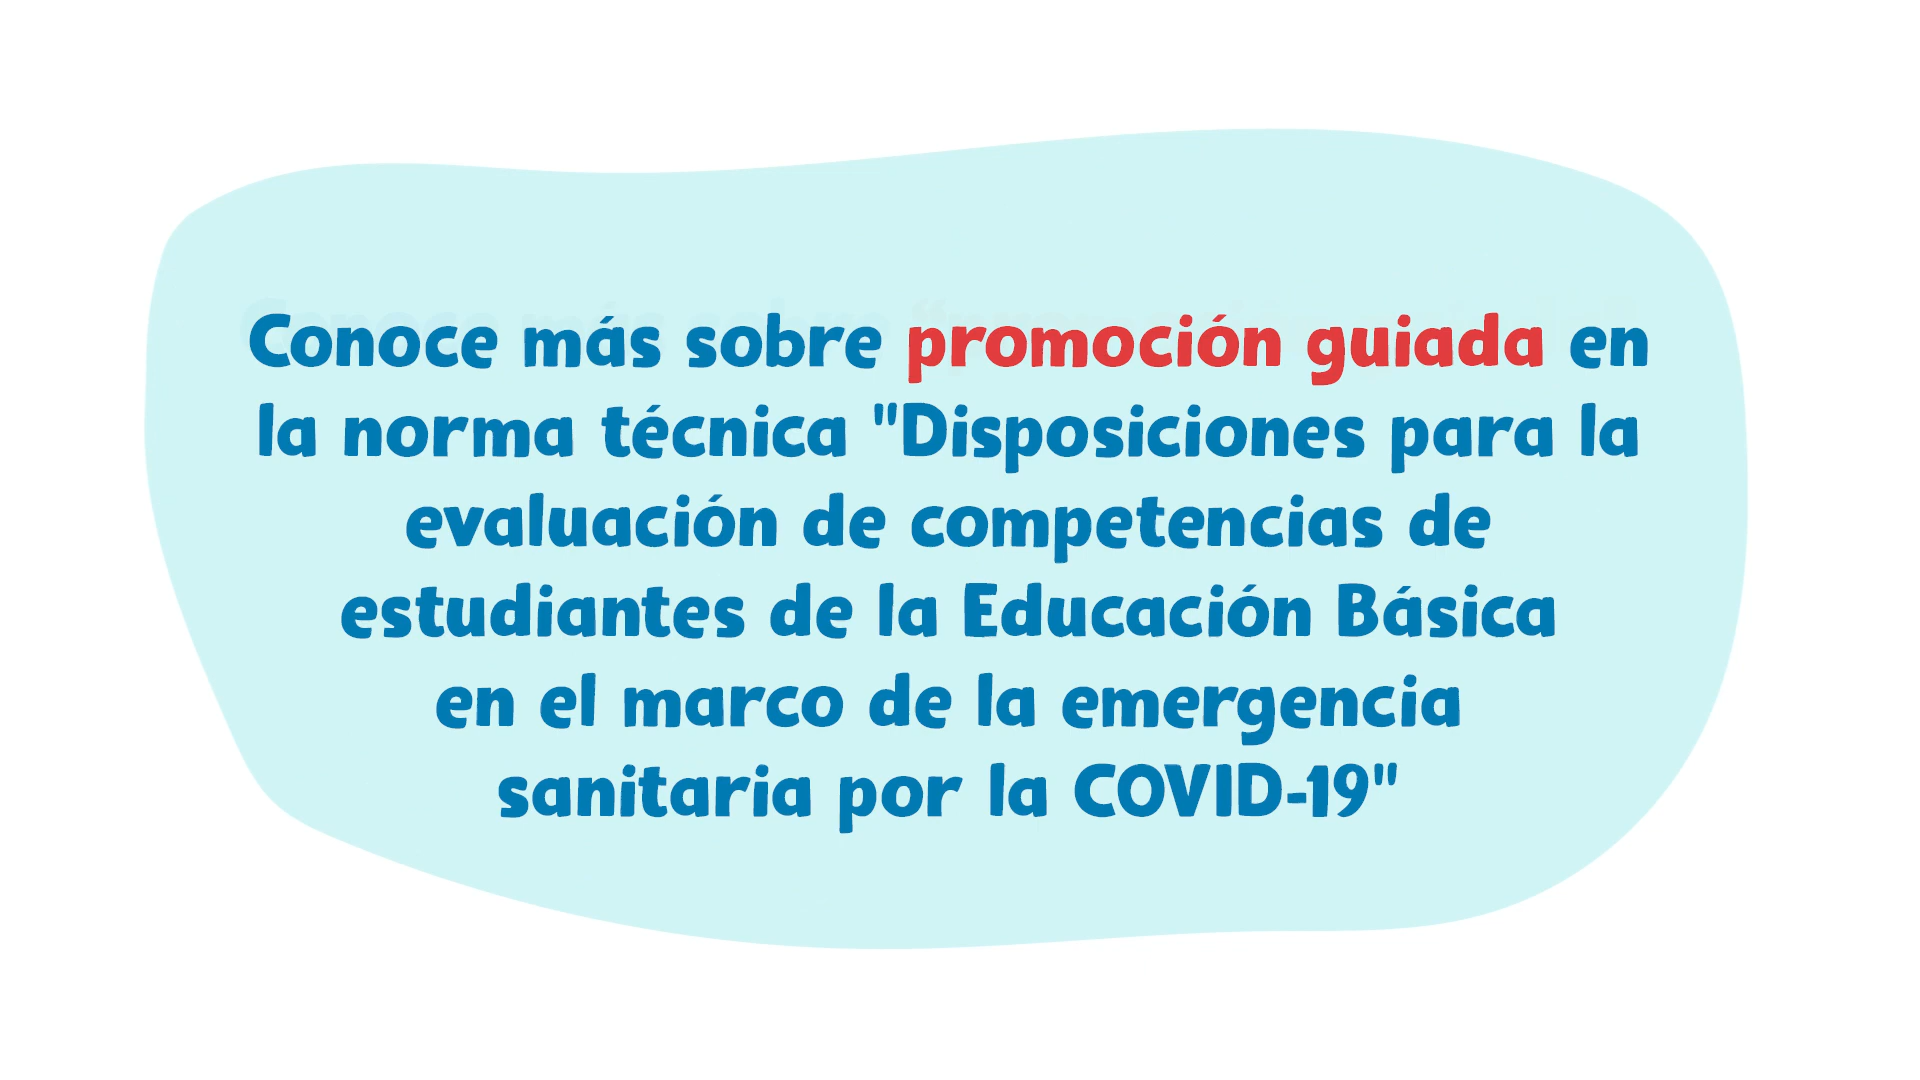 Conoce más sobre promoción guiada en
la norma técnica "Disposiciones para la
evaluación de competencias de
estudiantes de la Educación Básica
en el marco de la emergencia
sanitaria por la COVID-19"